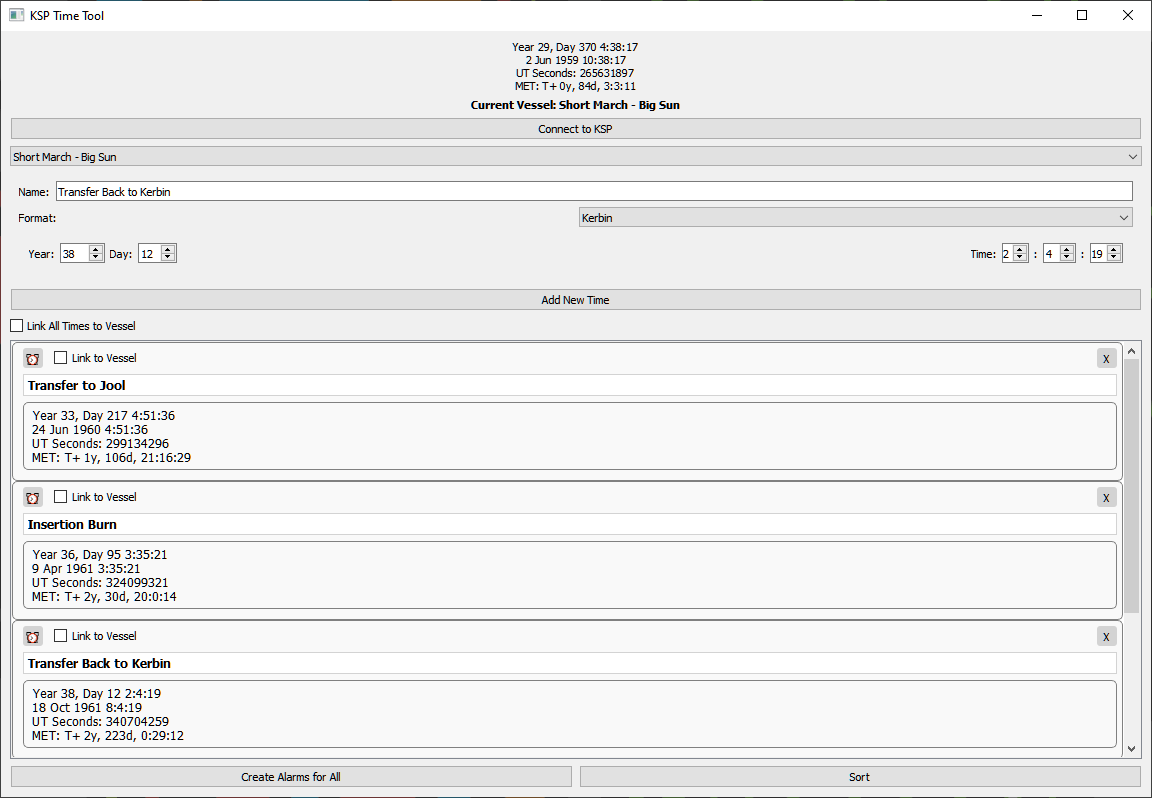 KSP Time Tool
Year 29, Day 370 4:38:17
2 Jun 1959 10:38:17
UT Seconds: 265631897
MET: T+ 0y, 84d, 3:3:11
Current Vessel: Short March - Big Sun
Connect to KSP
Short March - Big Sun
Name: Transfer Back to Kerbin
Format: Kerbin
Year: 38 Day: 12 Time: 2 : 4 : 19
Add New Time
Link All Times to Vessel
Link to Vessel X
Transfer to Jool
Year 33, Day 217 4:51:36
24 Jun 1960 4:51:36
UT Seconds: 299134296
MET: T+ 1y, 106d, 21:16:29
Link to Vessel X
Insertion Burn
Year 36, Day 95 3:35:21
9 Apr 1961 3:35:21
UT Seconds: 324099321
MET: T+ 2y, 30d, 20:0:14
Link to Vessel X
Transfer Back to Kerbin
Year 38, Day 12 2:4:19
18 Oct 1961 8:4:19
UT Seconds: 340704259
MET: T+ 2y, 223d, 0:29:12
Create Alarms for All Sort